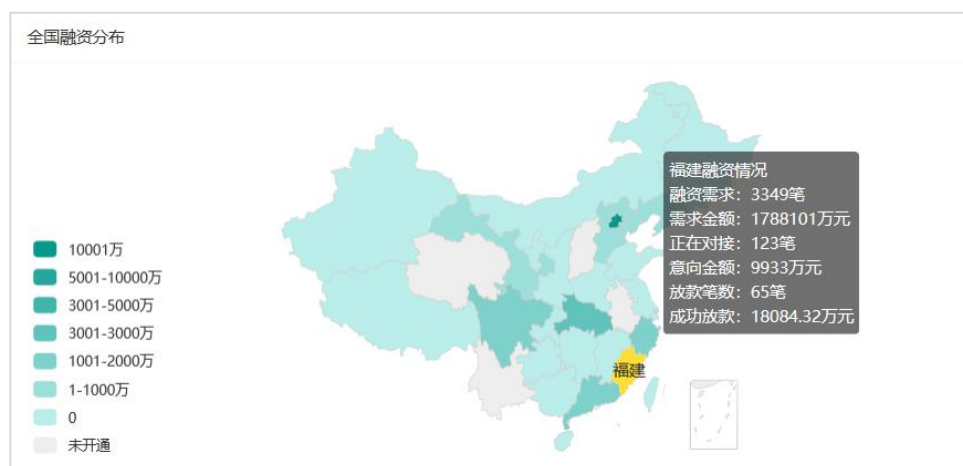 全国融资分布
福建融资情况
融资需求：3349笔
需求金额：1788101万元
正在对接：123笔
意向金额：9933万元
放款笔数：65笔
成功放款：18084.32万元
10001万
5001-10000万
3001-5000万
3001-3000万
1001-2000万
1-1000万
0
未开通
福建